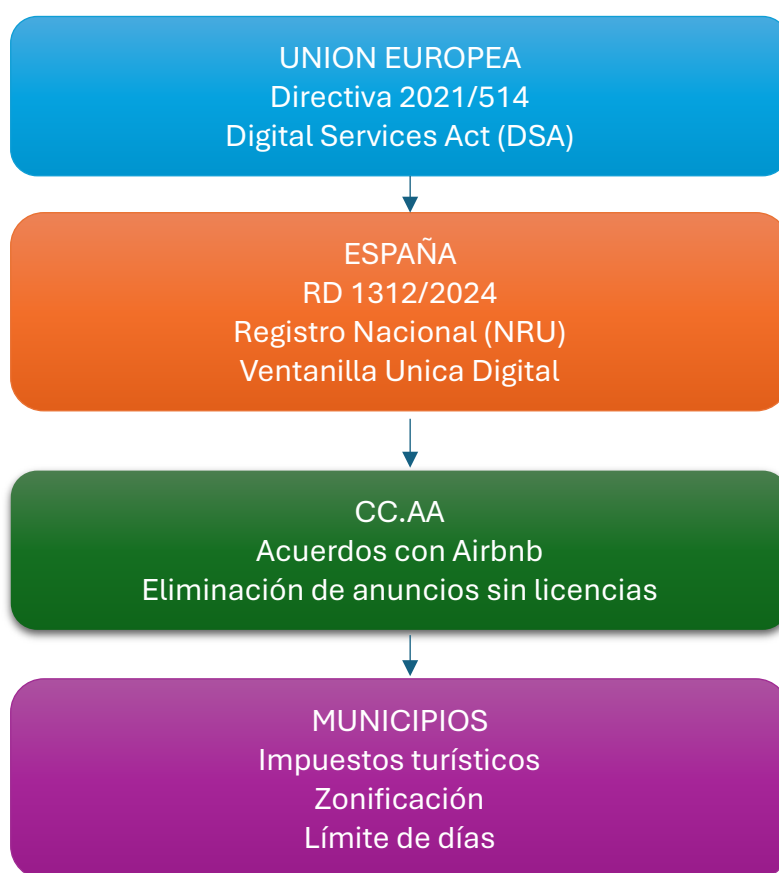 UNION EUROPEA
Directiva 2021/514
Digital Services Act (DSA)
ESPAÑA
RD 1312/2024
Registro Nacional (NRU)
Ventanilla Unica Digital
CC.AA
Acuerdos con Airbnb
Eliminación de anuncios sin licencias
MUNICIPIOS
Impuestos turísticos
Zonificación
Límite de días